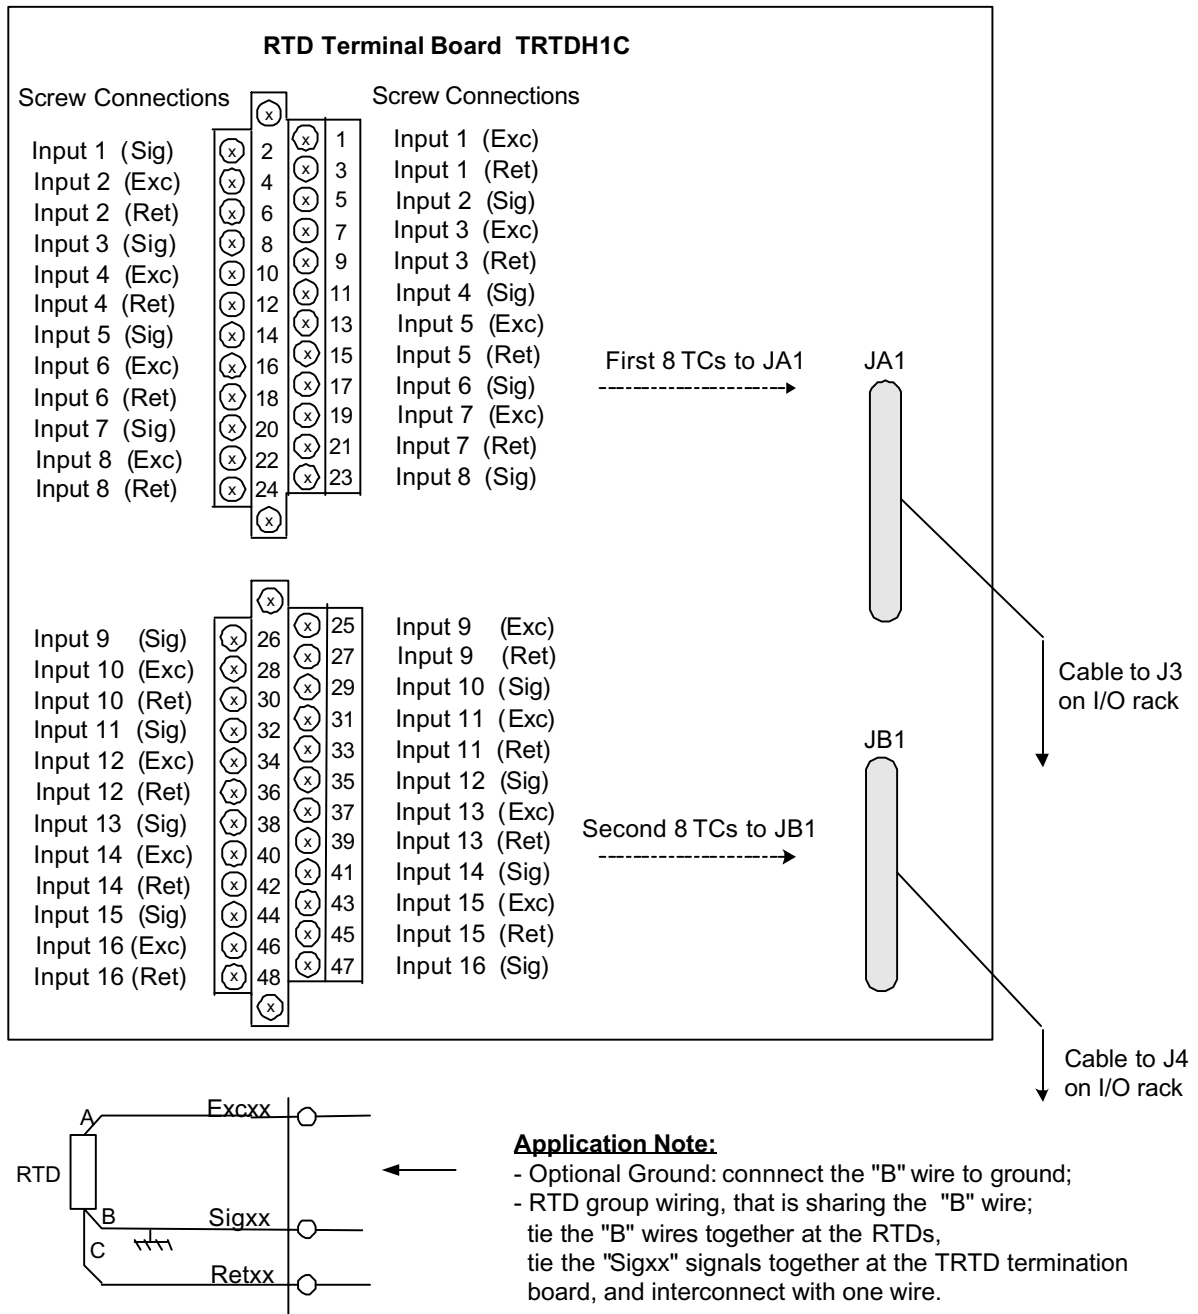 RTD Terminal Board TRTDH1C
Screw Connections
Screw Connections
x
Input 1 (Sig) x 2 x 1 Input 1 (Exc)
Input 2 (Exc) x 4 x 3 Input 1 (Ret)
Input 2 (Ret) x 6 x 5 Input 2 (Sig)
Input 3 (Sig) x 8 x 7 Input 3 (Exc)
Input 4 (Exc) x 10 x 9 Input 3 (Ret)
Input 4 (Ret) x 12 x 11 Input 4 (Sig)
Input 5 (Sig) x 14 x 13 Input 5 (Exc)
Input 6 (Exc) x 16 x 15 Input 5 (Ret)
Input 6 (Ret) x 18 x 17 Input 6 (Sig)
Input 7 (Sig) x 20 x 19 Input 7 (Exc)
Input 8 (Exc) x 22 x 21 Input 7 (Ret)
Input 8 (Ret) x 24 x 23 Input 8 (Sig)
x
First 8 TCs to JA1
JA1
x
Input 9 (Sig) x 26 x 25 Input 9 (Exc)
Input 10 (Exc) x 28 x 27 Input 9 (Ret)
Input 10 (Ret) x 30 x 29 Input 10 (Sig)
Input 11 (Sig) x 32 x 31 Input 11 (Exc)
Input 12 (Exc) x 34 x 33 Input 11 (Ret)
Input 12 (Ret) x 36 x 35 Input 12 (Sig)
Input 13 (Sig) x 38 x 37 Input 13 (Exc)
Input 14 (Exc) x 40 x 39 Input 13 (Ret)
Input 14 (Ret) x 42 x 41 Input 14 (Sig)
Input 15 (Sig) x 44 x 43 Input 15 (Exc)
Input 16 (Exc) x 46 x 45 Input 15 (Ret)
Input 16 (Ret) x 48 x 47 Input 16 (Sig)
x
Second 8 TCs to JB1
JB1
Cable to J3
on I/O rack
Cable to J4
on I/O rack
A
Excxx
RTD
B
Sigxx
C
Retxx
Application Note:
- Optional Ground: connnect the "B" wire to ground;
- RTD group wiring, that is sharing the "B" wire;
tie the "B" wires together at the RTDs,
tie the "Sigxx" signals together at the TRTD termination
board, and interconnect with one wire.